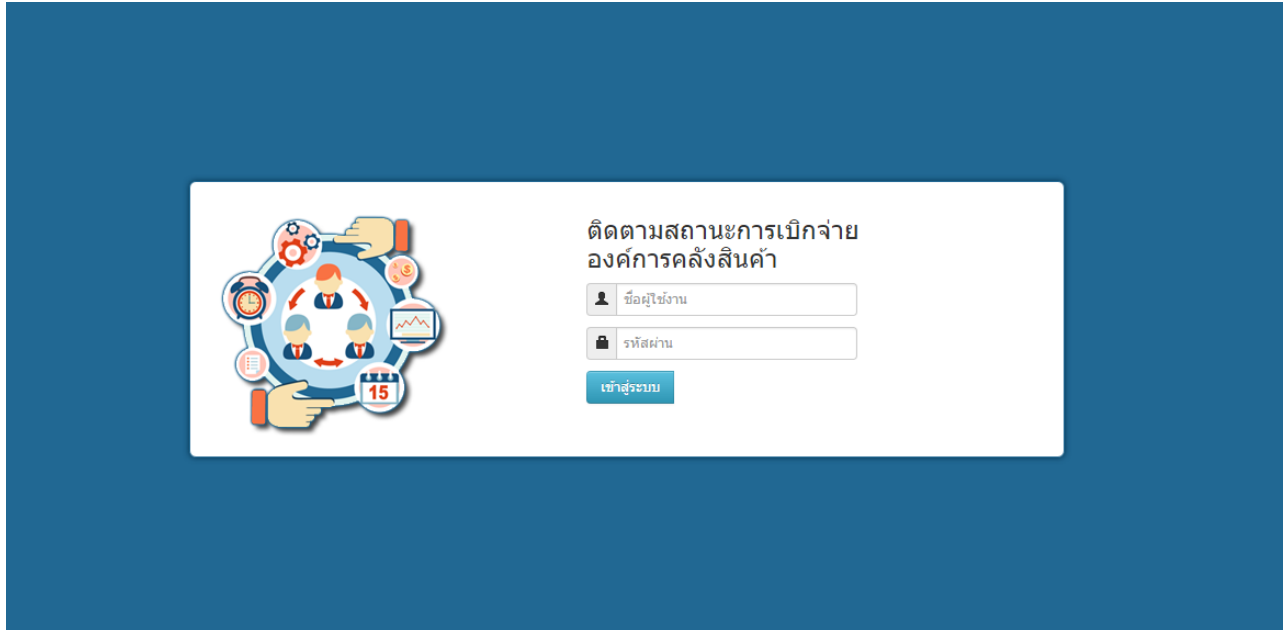 ติดตามสถานะการเบิกจ่าย
องค์การคลังสินค้า
ชื่อผู้ใช้งาน
รหัสผ่าน
เข้าสู่ระบบ
15